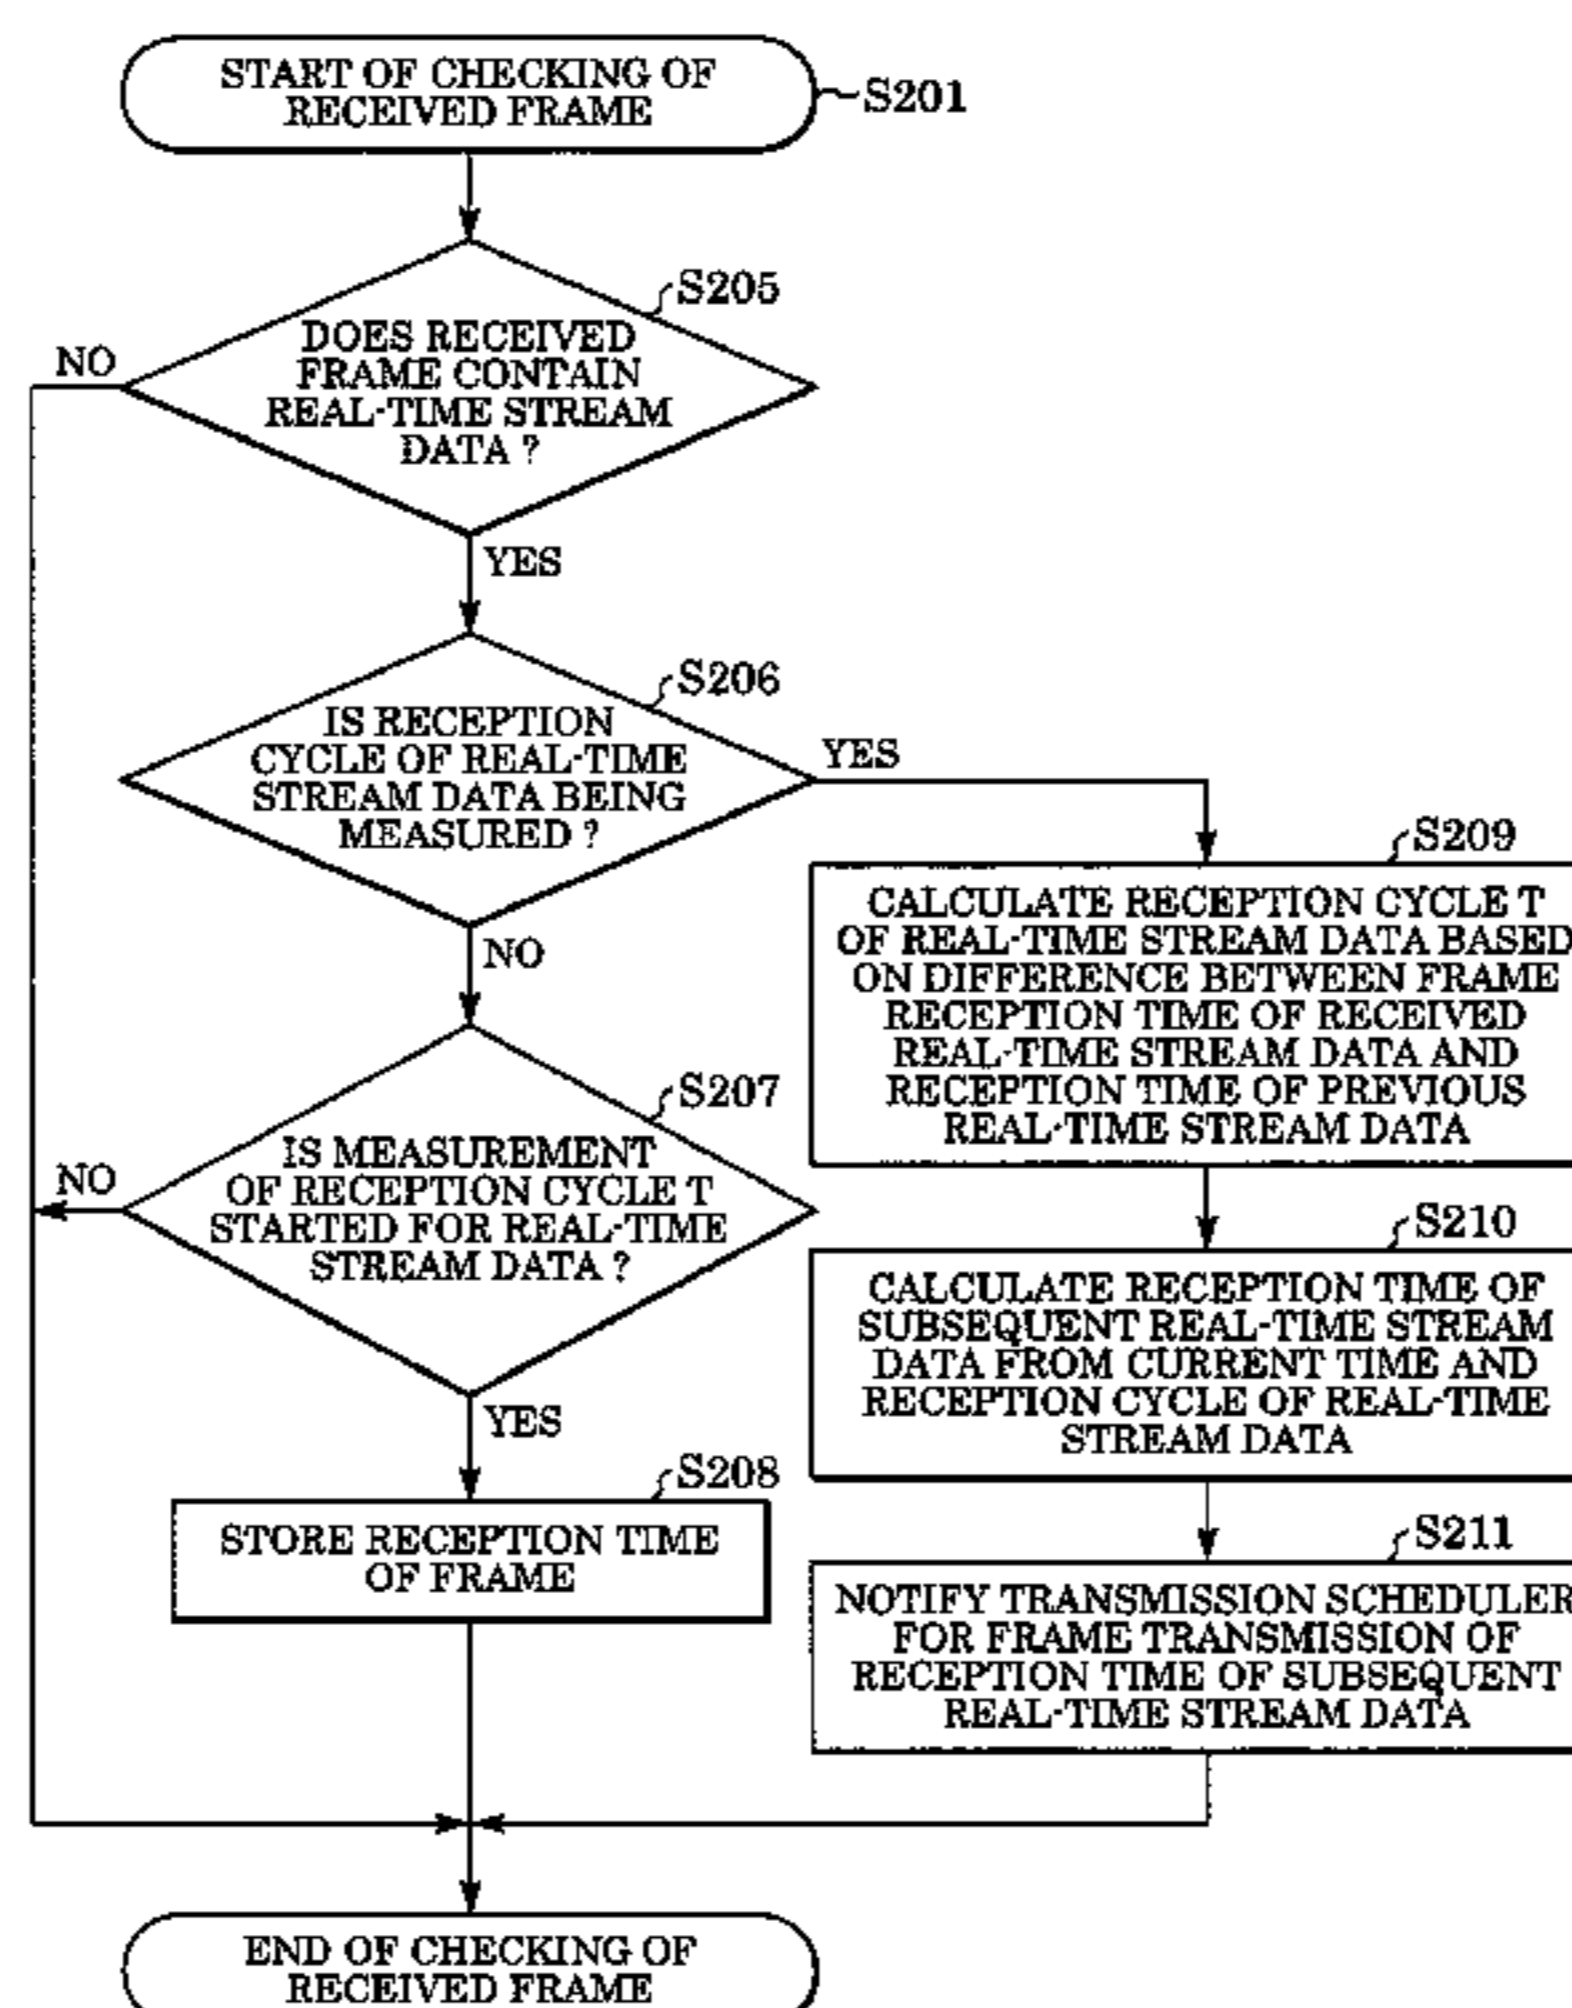 START OF CHECKING OF
RECEIVED FRAME
S201
S205
DOES RECEIVED
FRAME CONTAIN
REAL-TIME STREAM
DATA ?
NO
YES
S206
IS RECEPTION
CYCLE OF REAL-TIME
STREAM DATA BEING
MEASURED ?
YES
NO
S207
IS MEASUREMENT
OF RECEPTION CYCLE T
STARTED FOR REAL-TIME
STREAM DATA ?
NO
YES
S208
STORE RECEPTION TIME
OF FRAME
S209
CALCULATE RECEPTION CYCLE T
OF REAL-TIME STREAM DATA BASED
ON DIFFERENCE BETWEEN FRAME
RECEPTION TIME OF RECEIVED
REAL-TIME STREAM DATA AND
RECEPTION TIME OF PREVIOUS
REAL-TIME STREAM DATA
S210
CALCULATE RECEPTION TIME OF
SUBSEQUENT REAL-TIME STREAM
DATA FROM CURRENT TIME AND
RECEPTION CYCLE OF REAL-TIME
STREAM DATA
S211
NOTIFY TRANSMISSION SCHEDULER
FOR FRAME TRANSMISSION OF
RECEPTION TIME OF SUBSEQUENT
REAL-TIME STREAM DATA
END OF CHECKING OF
RECEIVED FRAME